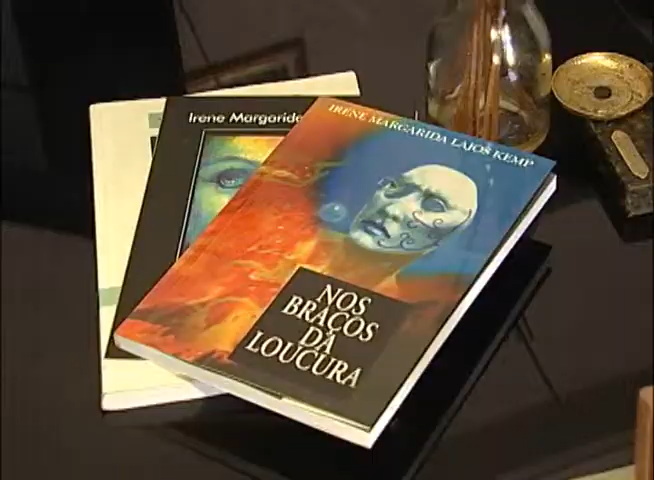 Irene Margarida
IRENE MARGARIDA LAJOS KEMP
NOS
BRAÇOS
DA
LOUCURA